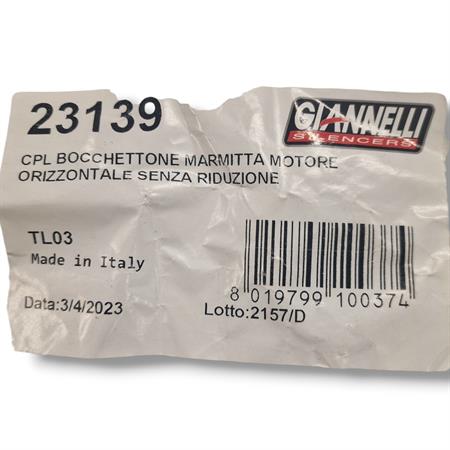 23139
GIANNELLI
SILENCERS
CPL BOCCHETTONE MARMITTA MOTORE
ORIZZONTALE SENZA RIDUZIONE
TL03
Made in Italy
8 019799 100374
Data:3/4/2023
Lotto:2157/D